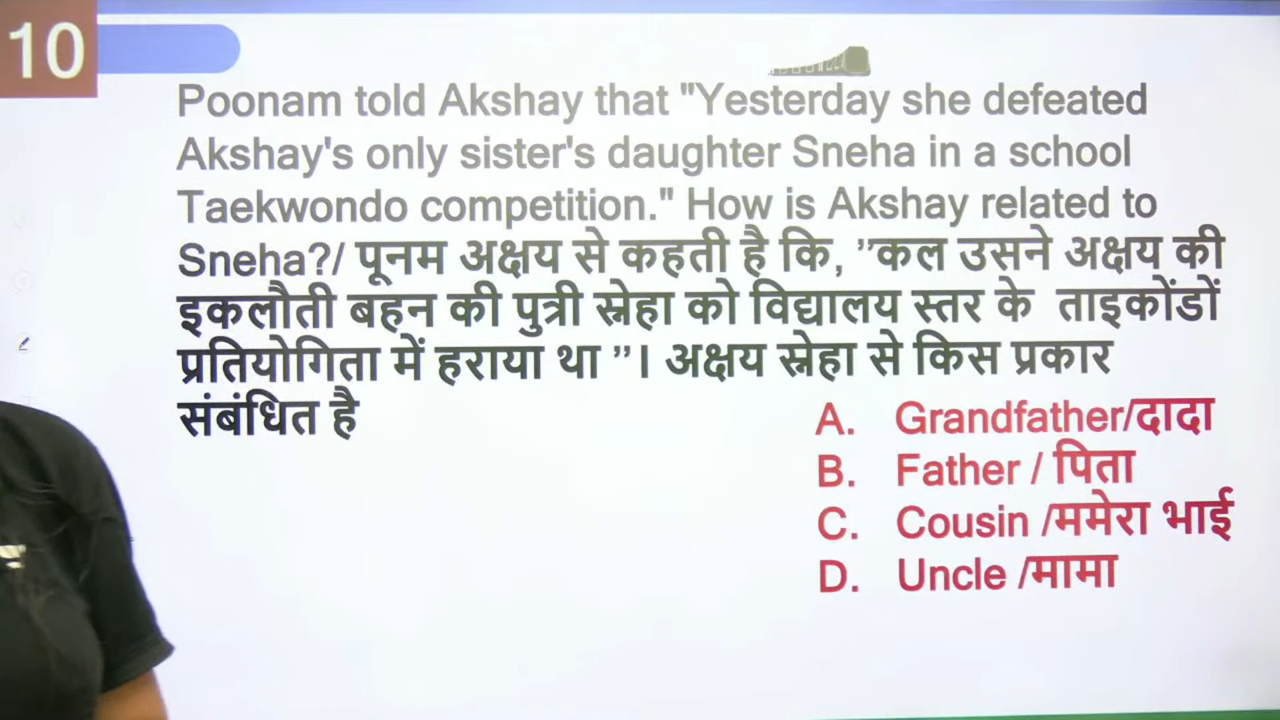 10
Poonam told Akshay that "Yesterday she defeated
Akshay's only sister's daughter Sneha in a school
Taekwondo competition." How is Akshay related to
Sneha?/ पूनम अक्षय से कहती है कि, ’’कल उसने अक्षय की
इकलौती बहन की पुत्री स्नेहा को विद्यालय स्तर के ताइकोंडों
प्रतियोगिता में हराया था ’’। अक्षय स्नेहा से किस प्रकार
संबंधित है
A. Grandfather/दादा
B. Father / पिता
C. Cousin /ममेरा भाई
D. Uncle /मामा